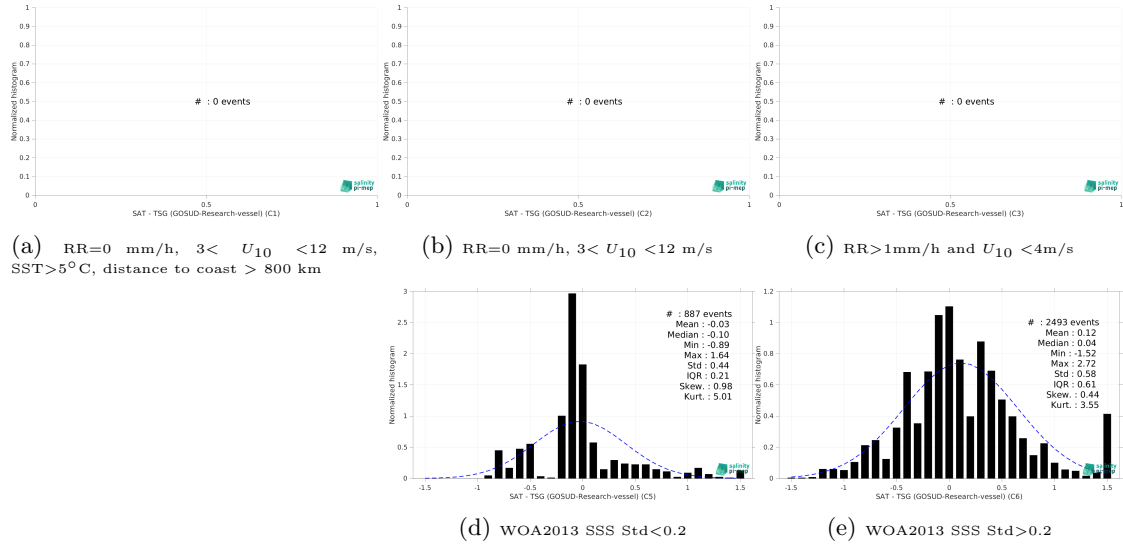 1
0.9
0.8
0.7
0.6
0.5
0.4
0.3
0.2
0.1
0
Normalized histogram
# : 0 events
salinity
pi-mep
0 0.5 1
SAT - TSG (GOSUD-Research-vessel) (C1)
(a) RR=0 mm/h, 3< U10 <12 m/s,
SST>5°C, distance to coast > 800 km
1
0.9
0.8
0.7
0.6
0.5
0.4
0.3
0.2
0.1
0
Normalized histogram
# : 0 events
salinity
pi-mep
0 0.5 1
SAT - TSG (GOSUD-Research-vessel) (C2)
(b) RR=0 mm/h, 3< U10 <12 m/s
1
0.9
0.8
0.7
0.6
0.5
0.4
0.3
0.2
0.1
0
Normalized histogram
# : 0 events
salinity
pi-mep
0 0.5 1
SAT - TSG (GOSUD-Research-vessel) (C3)
(c) RR>1mm/h and U10 <4m/s
3
2.5
2
1.5
1
0.5
0
Normalized histogram
# : 887 events
Mean : -0.03
Median : -0.10
Min : -0.89
Max : 1.64
Std : 0.44
IQR : 0.21
Skew. : 0.98
Kurt. : 5.01
salinity
pi-mep
-1.5 -1 -0.5 0 0.5 1 1.5
SAT - TSG (GOSUD-Research-vessel) (C5)
(d) WOA2013 SSS Std<0.2
1.2
1
0.8
0.6
0.4
0.2
0
Normalized histogram
# : 2493 events
Mean : 0.12
Median : 0.04
Min : -1.52
Max : 2.72
Std : 0.58
IQR : 0.61
Skew. : 0.44
Kurt. : 3.55
salinity
pi-mep
-1.5 -1 -0.5 0 0.5 1 1.5
SAT - TSG (GOSUD-Research-vessel) (C6)
(e) WOA2013 SSS Std>0.2